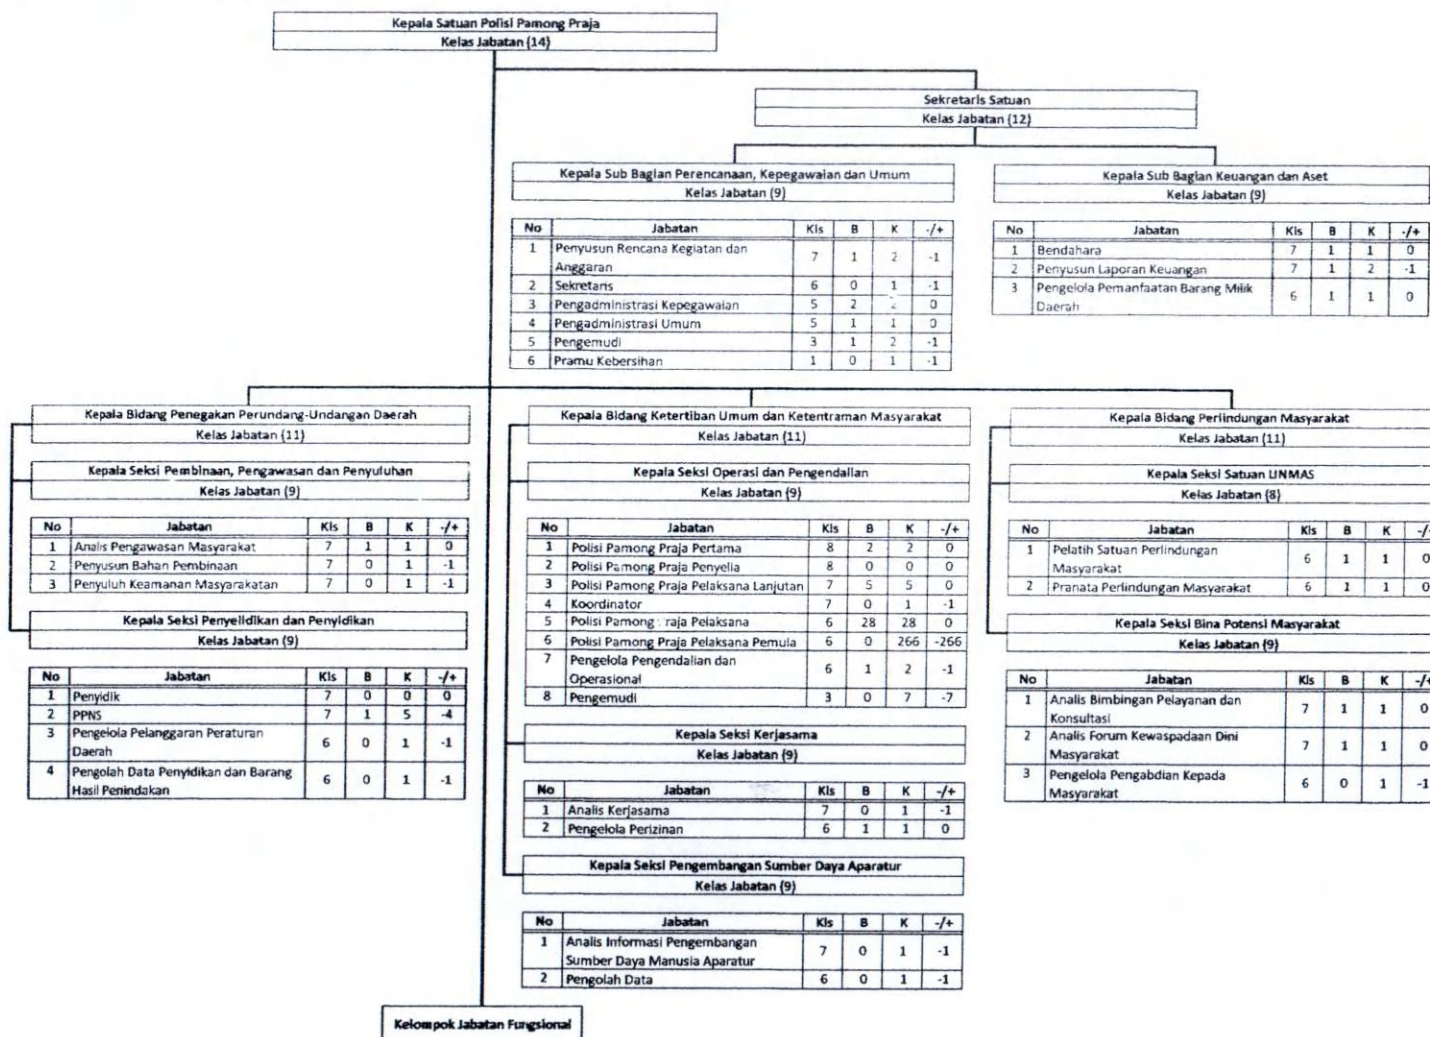 Kepala Satuan Polisi Pamong Praja
Kelas Jabatan (14)
Sekretaris Satuan
Kelas Jabatan (12)
Kepala Sub Bagian Perencanaan, Kepegawaian dan Umum
Kelas Jabatan (9)
No Jabatan Kls B K -/+
1 Penyusun Rencana Kegiatan dan Anggaran 7 1 2 -1
2 Sekretaris 6 0 1 -1
3 Pengadministrasi Kepegawaian 5 2 2 0
4 Pengadministrasi Umum 5 1 1 0
5 Pengemudi 3 1 2 -1
6 Pramu Kebersihan 1 0 1 -1
Kepala Sub Bagian Keuangan dan Aset
Kelas Jabatan (9)
No Jabatan Kls B K -/+
1 Bendahara 7 1 1 0
2 Penyusun Laporan Keuangan 7 1 2 -1
3 Pengelola Pemanfaatan Barang Milik Daerah 6 1 1 0
Kepala Bidang Penegakan Perundang-Undangan Daerah
Kelas Jabatan (11)
Kepala Seksi Pembinaan, Pengawasan dan Penyuluhan
Kelas Jabatan (9)
No Jabatan Kls B K -/+
1 Analis Pengawasan Masyarakat 7 1 1 0
2 Penyusun Bahan Pembinaan 7 0 1 -1
3 Penyuluh Keamanan Masyarakatan 7 0 1 -1
Kepala Seksi Penyelidikan dan Penyidikan
Kelas Jabatan (9)
No Jabatan Kls B K -/+
1 Penyidik 7 0 0 0
2 PPNS 7 1 5 -4
3 Pengelola Pelanggaran Peraturan Daerah 6 0 1 -1
4 Pengolah Data Penyidikan dan Barang Hasil Penindakan 6 0 1 -1
Kepala Bidang Ketertiban Umum dan Ketentraman Masyarakat
Kelas Jabatan (11)
Kepala Seksi Operasi dan Pengendalian
Kelas Jabatan (9)
No Jabatan Kls B K -/+
1 Polisi Pamong Praja Pertama 8 2 2 0
2 Polisi Pamong Praja Penyelia 8 0 0 0
3 Polisi Pamong Praja Pelaksana Lanjutan 7 5 5 0
4 Koordinator 7 0 1 -1
5 Polisi Pamong Praja Pelaksana 6 28 28 0
6 Polisi Pamong Praja Pelaksana Pemula 6 0 266 -266
7 Pengelola Pengendalian dan Operasional 6 1 2 -1
8 Pengemudi 3 0 7 -7
Kepala Seksi Kerjasama
Kelas Jabatan (9)
No Jabatan Kls B K -/+
1 Analis Kerjasama 7 0 1 -1
2 Pengelola Perizinan 6 1 1 0
Kepala Seksi Pengembangan Sumber Daya Aparatur
Kelas Jabatan (9)
No Jabatan Kls B K -/+
1 Analis Informasi Pengembangan Sumber Daya Manusia Aparatur 7 0 1 -1
2 Pengolah Data 6 0 1 -1
Kepala Bidang Perlindungan Masyarakat
Kelas Jabatan (11)
Kepala Seksi Satuan LINMAS
Kelas Jabatan (8)
No Jabatan Kls B K -/+
1 Pelatih Satuan Perlindungan Masyarakat 6 1 1 0
2 Pranata Perlindungan Masyarakat 6 1 1 0
Kepala Seksi Bina Potensi Masyarakat
Kelas Jabatan (9)
No Jabatan Kls B K -/+
1 Analis Bimbingan Pelayanan dan Konsultasi 7 1 1 0
2 Analis Forum Kewaspadaan Dini Masyarakat 7 1 1 0
3 Pengelola Pengabdian Kepada Masyarakat 6 0 1 -1
Kelompok Jabatan Fungsional